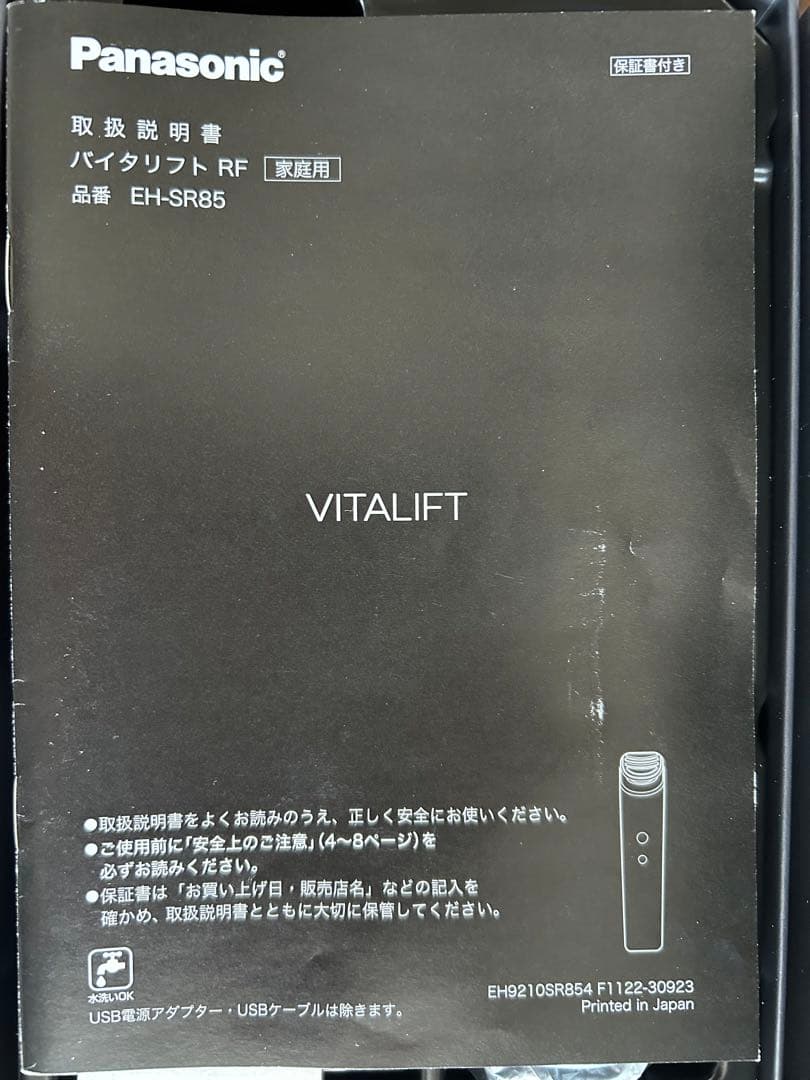 Panasonic®
保証書付き
取扱説明書
バイタリフト RF 家庭用
品番 EH-SR85
VITALIFT
●取扱説明書をよくお読みのうえ、正しく安全にお使いください。
●ご使用前に「安全上のご注意」(4〜8ページ)を
必ずお読みください。
●保証書は「お買い上げ日・販売店名」などの記入を
確かめ、取扱説明書とともに大切に保管してください。
水洗いOK
USB電源アダプター・USBケーブルは除きます。
EH9210SR854 F1122-30923
Printed in Japan